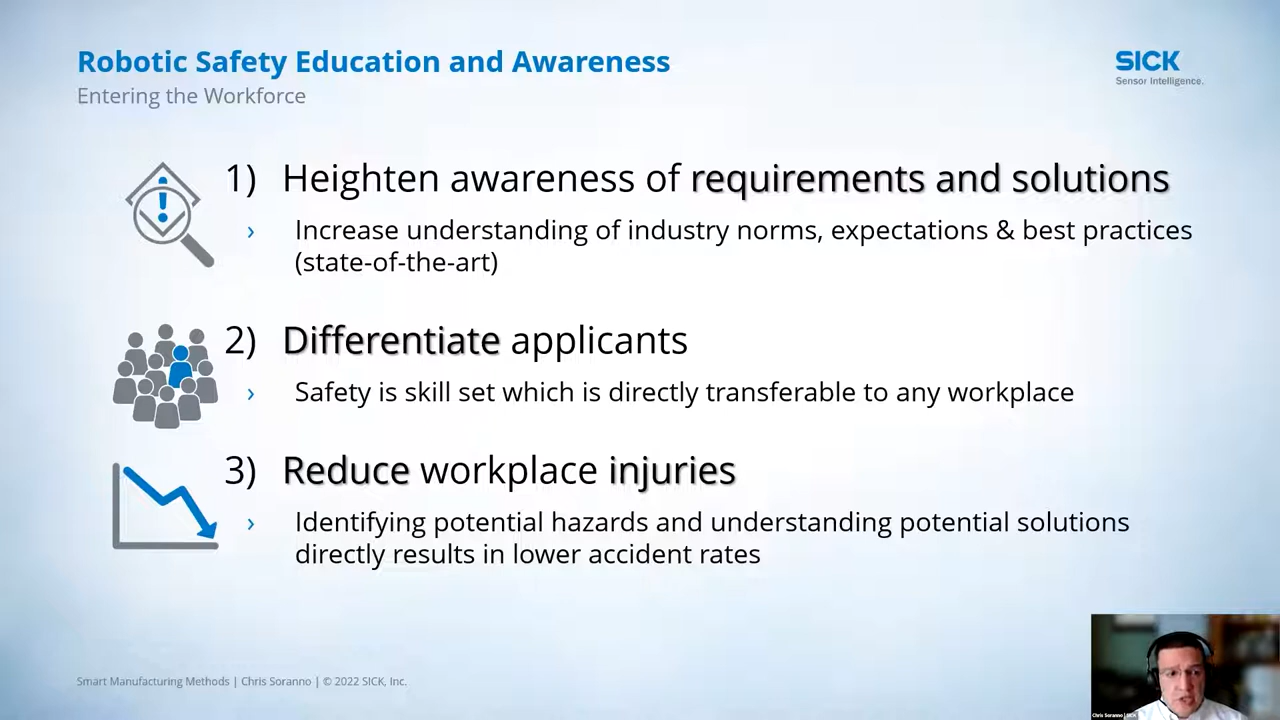 Robotic Safety Education and Awareness
Entering the Workforce
SICK
Sensor Intelligence.
1) Heighten awareness of requirements and solutions
› Increase understanding of industry norms, expectations & best practices
(state-of-the-art)
2) Differentiate applicants
› Safety is skill set which is directly transferable to any workplace
3) Reduce workplace injuries
› Identifying potential hazards and understanding potential solutions
directly results in lower accident rates
Smart Manufacturing Methods | Chris Soranno | © 2022 SICK, Inc.
Chris Soranno | SICK